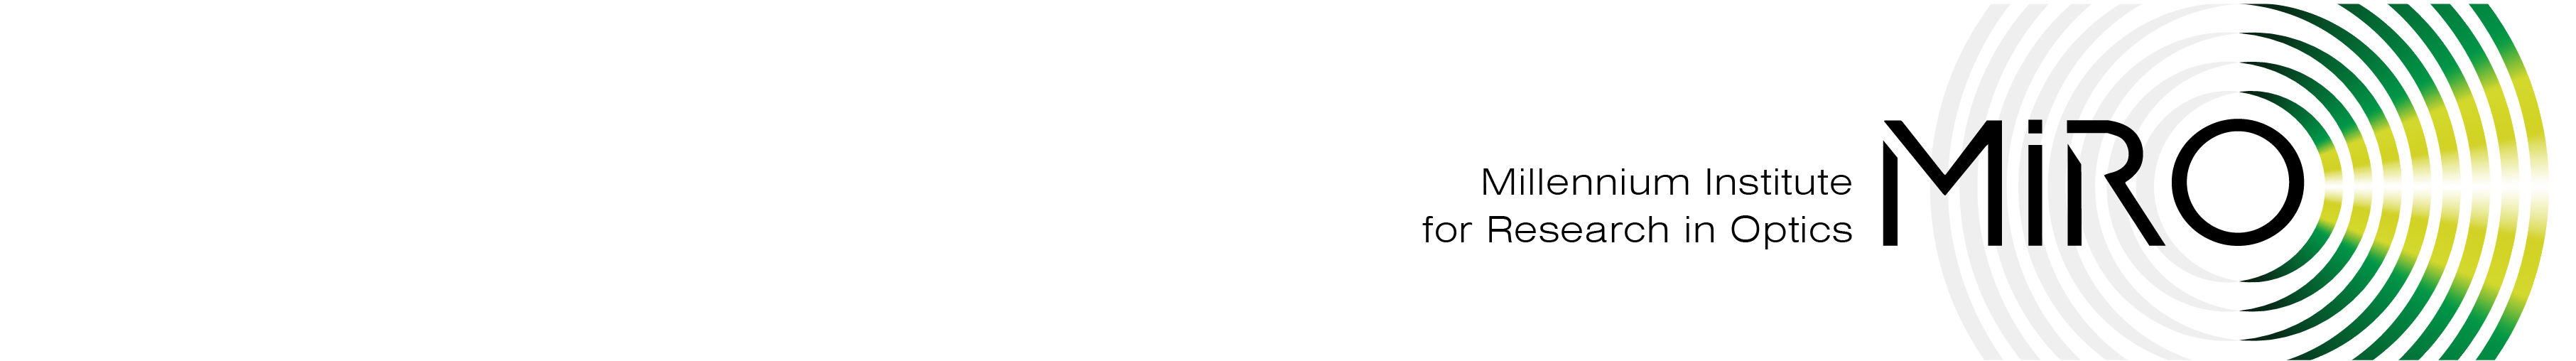 Millennium Institute
for Research in Optics
MiRO